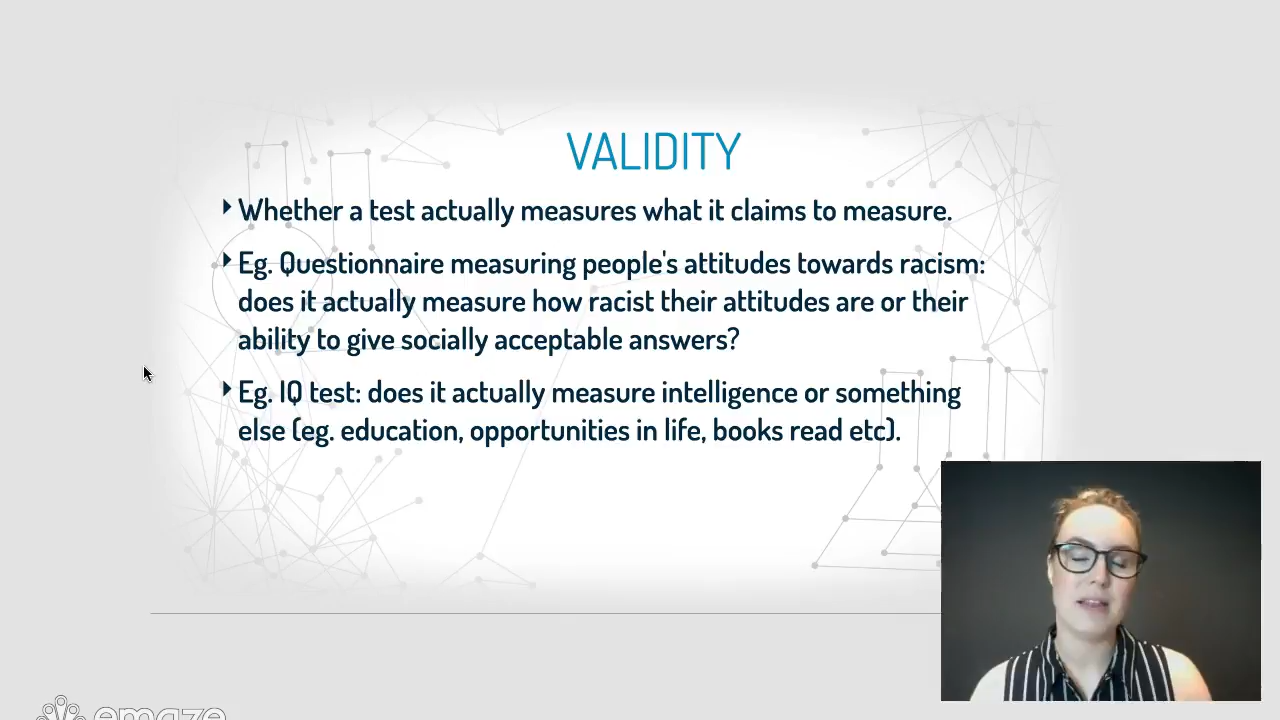 VALIDITY
Whether a test actually measures what it claims to measure.
Eg. Questionnaire measuring people's attitudes towards racism:
does it actually measure how racist their attitudes are or their
ability to give socially acceptable answers?
Eg. IQ test: does it actually measure intelligence or something
else (eg. education, opportunities in life, books read etc).
emaze